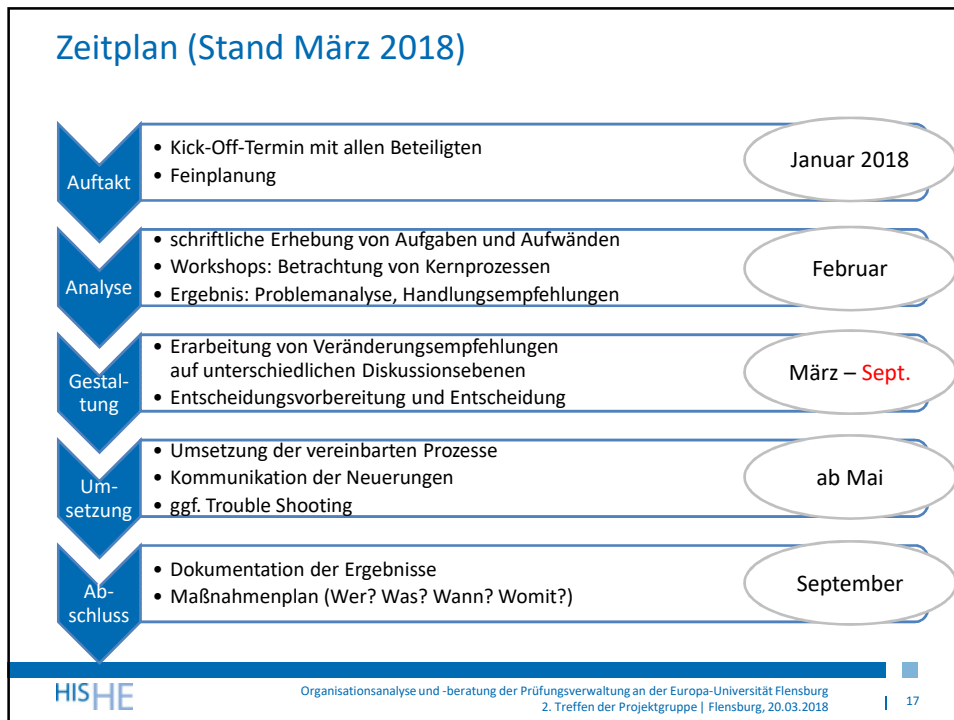 Zeitplan (Stand März 2018)
Auftakt
• Kick-Off-Termin mit allen Beteiligten
• Feinplanung
Januar 2018
Analyse
• schriftliche Erhebung von Aufgaben und Aufwänden
• Workshops: Betrachtung von Kernprozessen
• Ergebnis: Problemanalyse, Handlungsempfehlungen
Februar
Gestal-
tung
• Erarbeitung von Veränderungsempfehlungen
auf unterschiedlichen Diskussionsebenen
• Entscheidungsvorbereitung und Entscheidung
März – Sept.
Um-
setzung
• Umsetzung der vereinbarten Prozesse
• Kommunikation der Neuerungen
• ggf. Trouble Shooting
ab Mai
Ab-
schluss
• Dokumentation der Ergebnisse
• Maßnahmenplan (Wer? Was? Wann? Womit?)
September
HIS HE
Organisationsanalyse und -beratung der Prüfungsverwaltung an der Europa-Universität Flensburg
2. Treffen der Projektgruppe | Flensburg, 20.03.2018
| 17